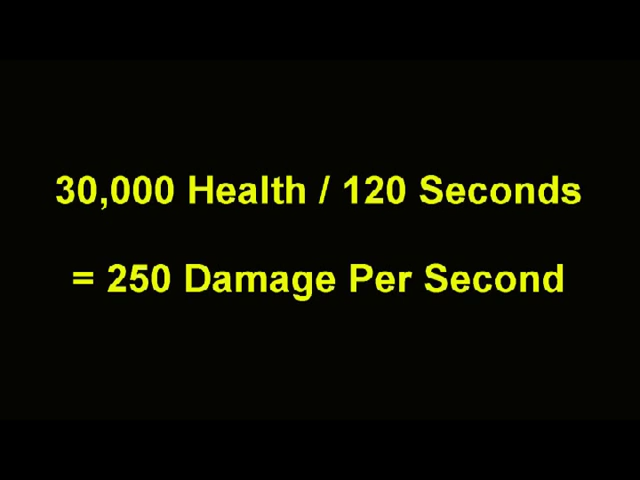 30,000 Health / 120 Seconds
= 250 Damage Per Second